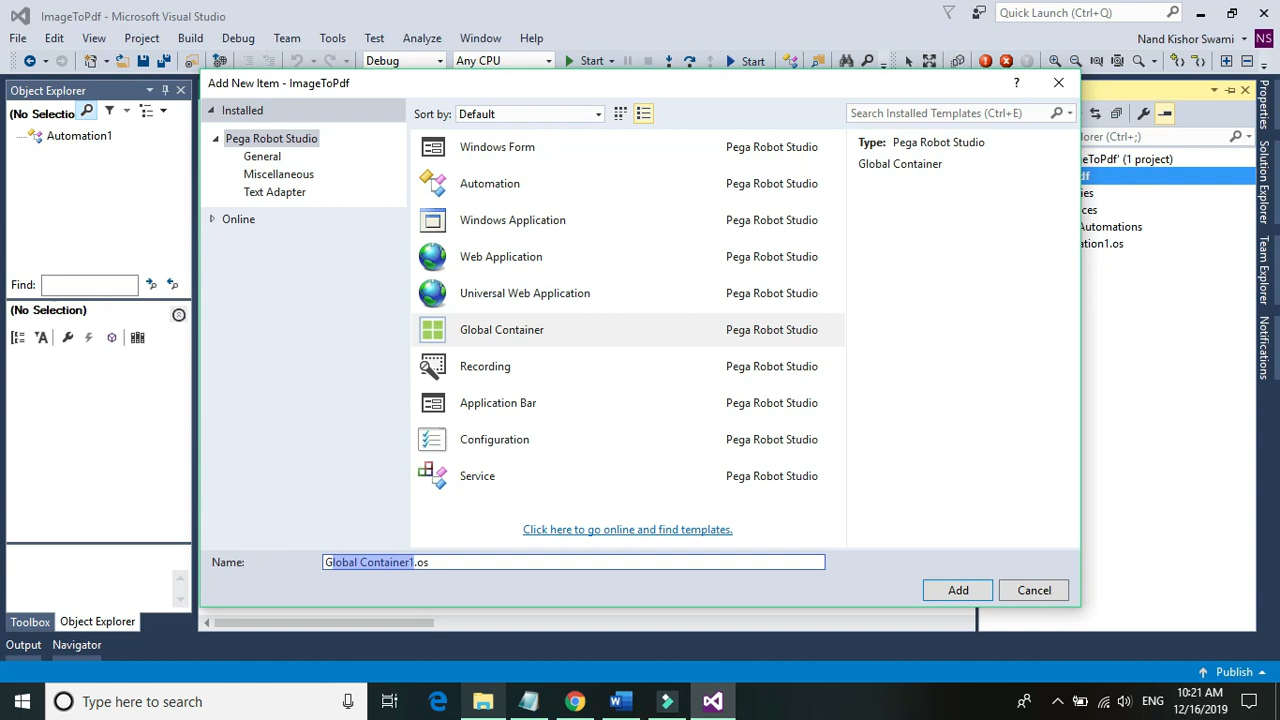 ImageToPdf - Microsoft Visual Studio
Quick Launch (Ctrl+Q)
File Edit View Project Build Debug Team Tools Test Analyze Window Help
Nand Kishor Swami NS
Debug Any CPU Start Start
Object Explorer
(No Selectio
Automation1
Find:
(No Selection)
Toolbox Object Explorer
Output Navigator
Add New Item - ImageToPdf ?
Installed
Pega Robot Studio
General
Miscellaneous
Text Adapter
Online
Sort by: Default
Search Installed Templates (Ctrl+E)
Windows Form Pega Robot Studio
Automation Pega Robot Studio
Windows Application Pega Robot Studio
Web Application Pega Robot Studio
Universal Web Application Pega Robot Studio
Global Container Pega Robot Studio
Recording Pega Robot Studio
Application Bar Pega Robot Studio
Configuration Pega Robot Studio
Service Pega Robot Studio
Click here to go online and find templates.
Type: Pega Robot Studio
Global Container
Name: Global Container1.os
Add Cancel
plorer (Ctrl+;)
geToPdf' (1 project)
df
ies
ces
Automations
ation1.os
Properties
Solution Explorer
Team Explorer
Notifications
Publish
Type here to search
ENG
10:21 AM
12/16/2019